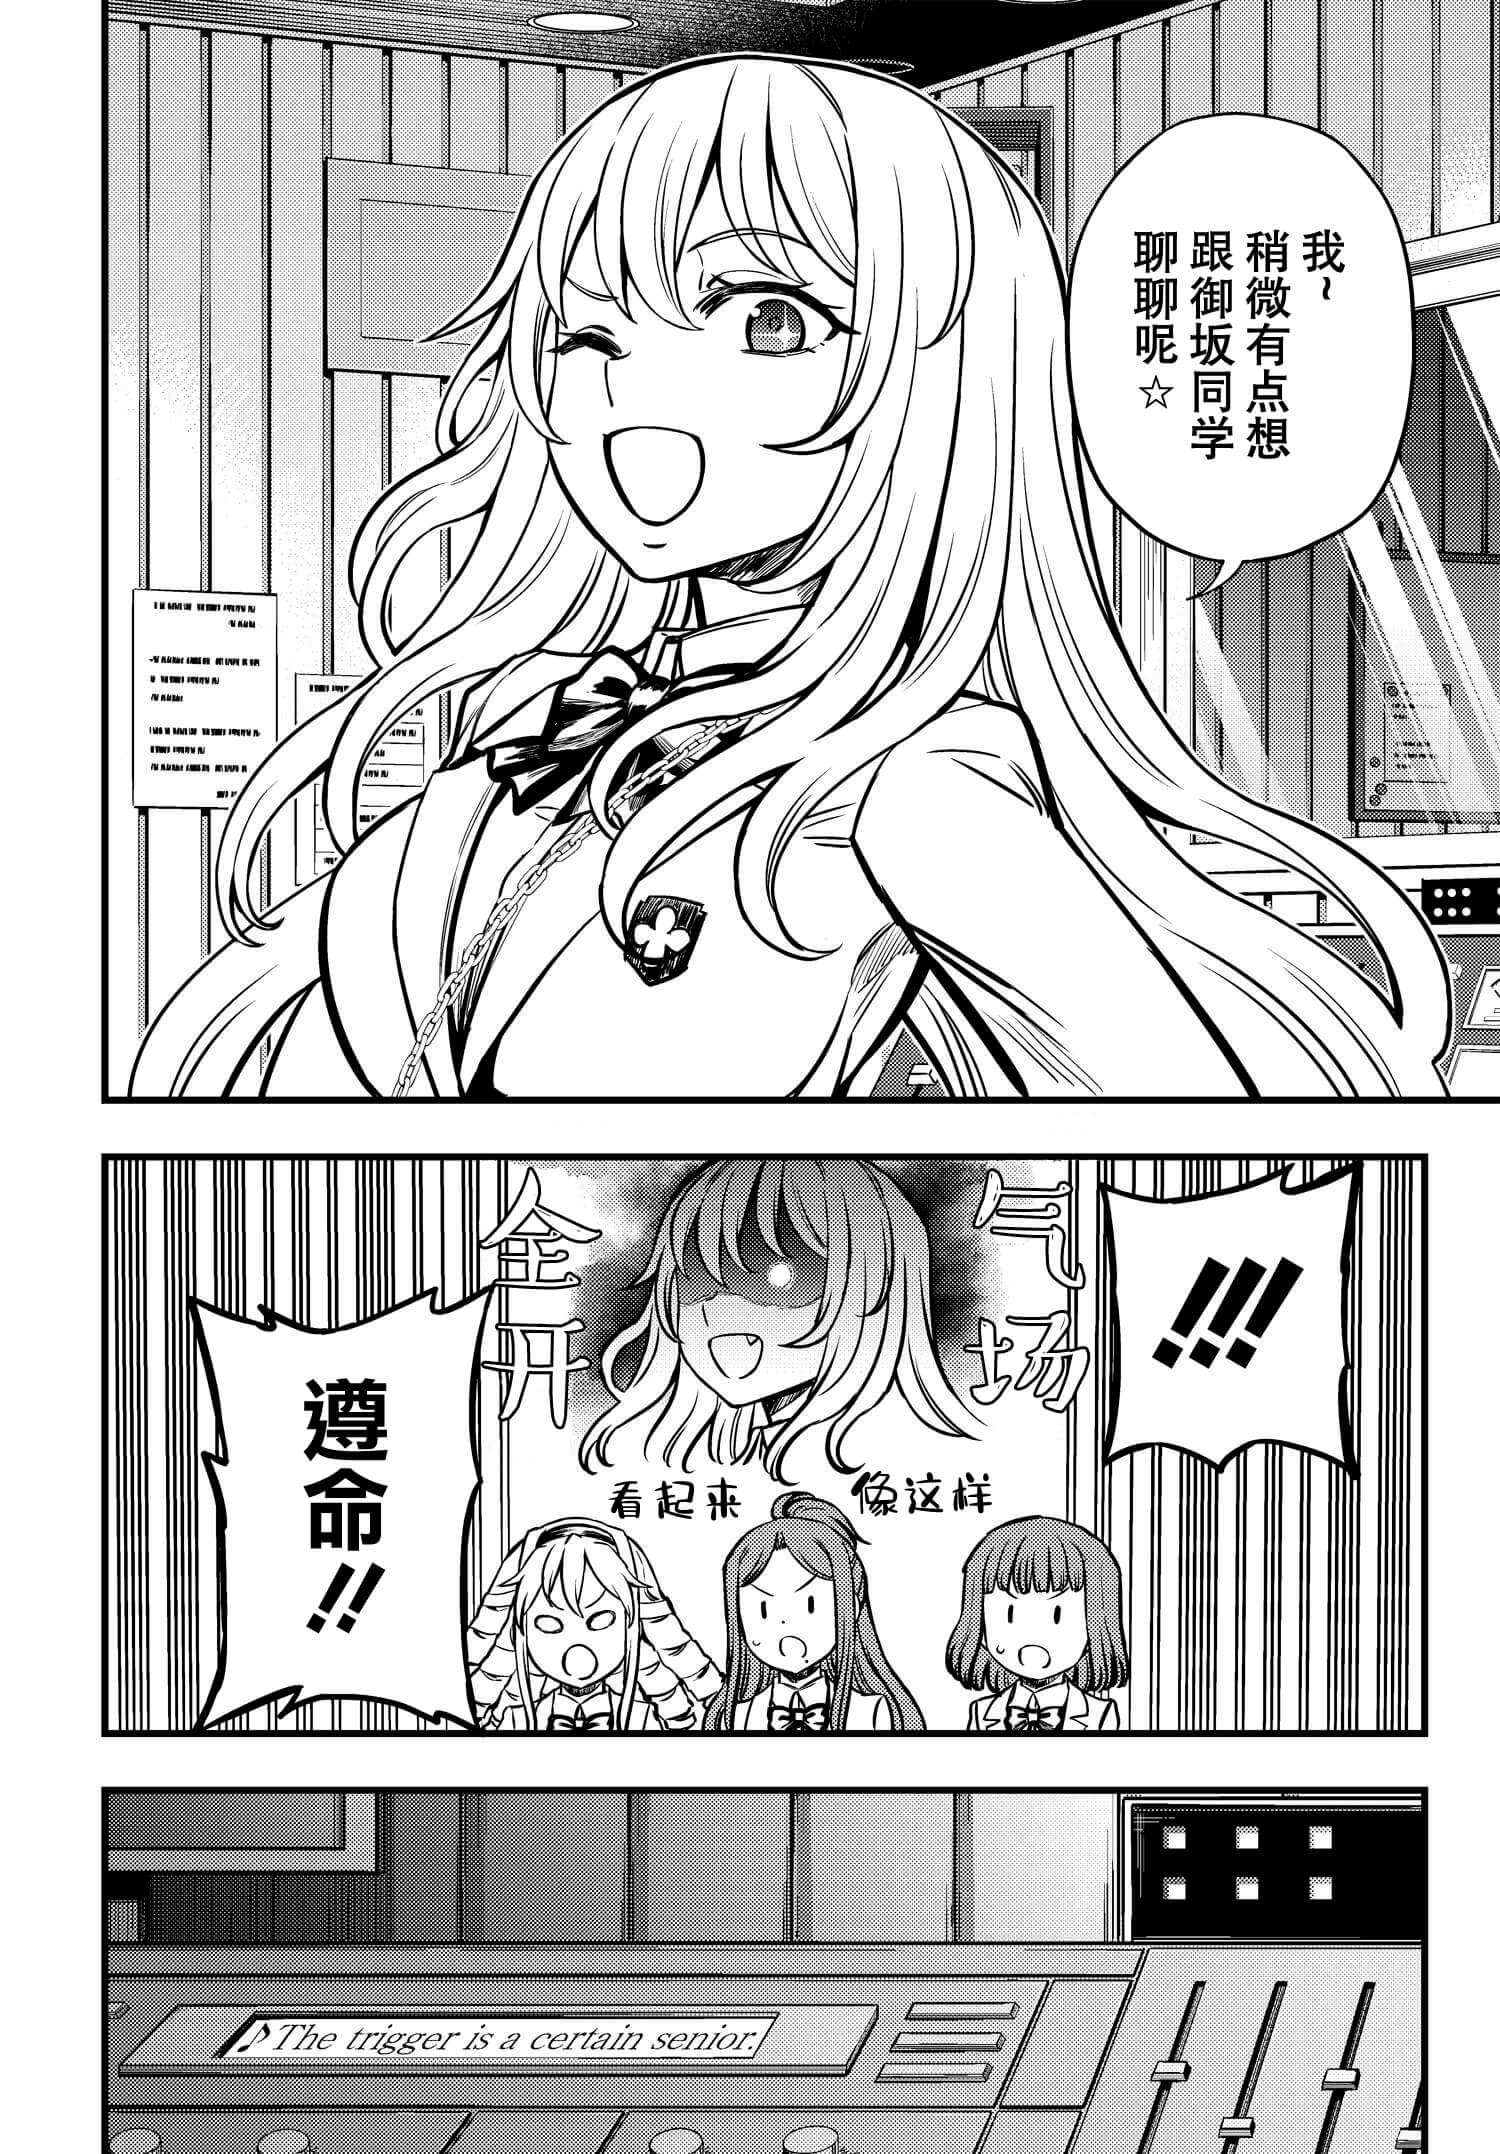 我~
稍微有点想
跟御坂同学
聊聊呢☆
!!!
气场
全开
看起来 像这样
遵命!!
♪The trigger is a certain senior.